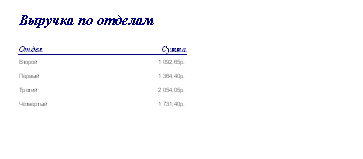 Выручка по отделам
Отдел Сумма
Второй 1 092,65р.
Первый 1 364,40р.
Третий 2 054,05р.
Четвертый 1 731,40р.